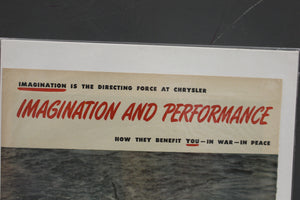 IMAGINATION IS THE DIRECTING FORCE AT CHRYSLER
IMAGINATION AND PERFORMANCE
HOW THEY BENEFIT YOU—IN WAR—IN PEACE